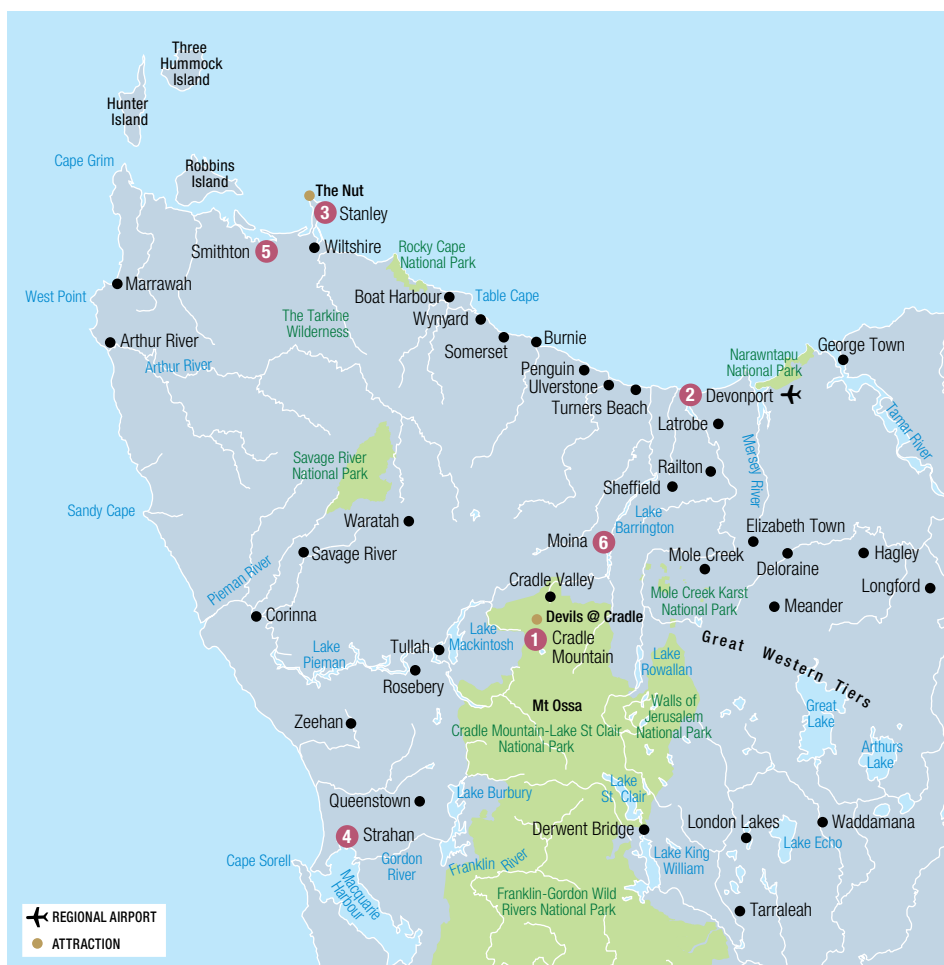 Three
Hummock
Island
Hunter
Island
Cape Grim
Robbins
Island
The Nut
3 Stanley
Smithton 5
Wiltshire
Rocky Cape
National Park
Marrawah
West Point
Boat Harbour
Table Cape
The Tarkine
Wilderness
Wynyard
Somerset
Burnie
Arthur River
Arthur River
George Town
Narawntapu
National Park
Penguin
Ulverstone
Turners Beach
2 Devonport
Latrobe
Tamar River
Mersey River
Savage River
National Park
Railton
Sheffield
Sandy Cape
Lake
Barrington
Waratah
Elizabeth Town
Moina 6
Savage River
Mole Creek
Deloraine
Hagley
Pieman River
Cradle Valley
Longford
Mole Creek Karst
National Park
Meander
Corinna
Devils @ Cradle
1 Cradle
Mountain
Lake
Mackintosh
Tullah
Lake
Pieman
Rosebery
Great Western Tiers
Lake
Rowallan
Mt Ossa
Walls of
Jerusalem
National Park
Great
Lake
Zeehan
Cradle Mountain-Lake St Clair
National Park
Arthurs
Lake
Lake
St Clair
Lake Burbury
Queenstown
4 Strahan
Derwent Bridge
London Lakes
Waddamana
Lake Echo
Cape Sorell
Gordon
River
Franklin River
Lake King
William
Macquarie
Harbour
Franklin-Gordon Wild
Rivers National Park
Tarraleah
REGIONAL AIRPORT
ATTRACTION